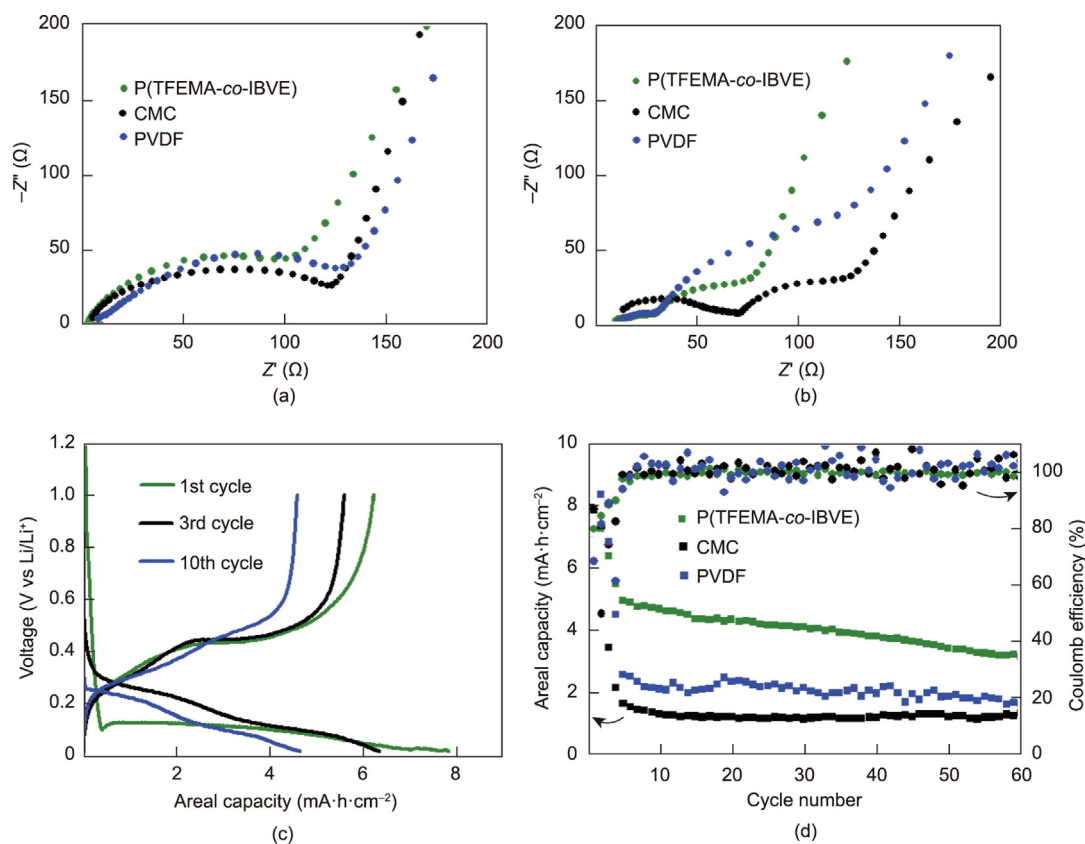 200
150
100
50
0
–Z" (Ω)
P(TFEMA-co-IBVE)
CMC
PVDF
50 100 150 200
Z' (Ω)
(a)
200
150
100
50
0
–Z" (Ω)
P(TFEMA-co-IBVE)
CMC
PVDF
50 100 150 200
Z' (Ω)
(b)
1.2
1.0
0.8
0.6
0.4
0.2
0
Voltage (V vs Li/Li⁺)
1st cycle
3rd cycle
10th cycle
2 4 6 8
Areal capacity (mA·h·cm⁻²)
(c)
10
8
6
4
2
0
Areal capacity (mA·h·cm⁻²)
P(TFEMA-co-IBVE)
CMC
PVDF
100
80
60
40
20
0
Coulomb efficiency (%)
10 20 30 40 50 60
Cycle number
(d)